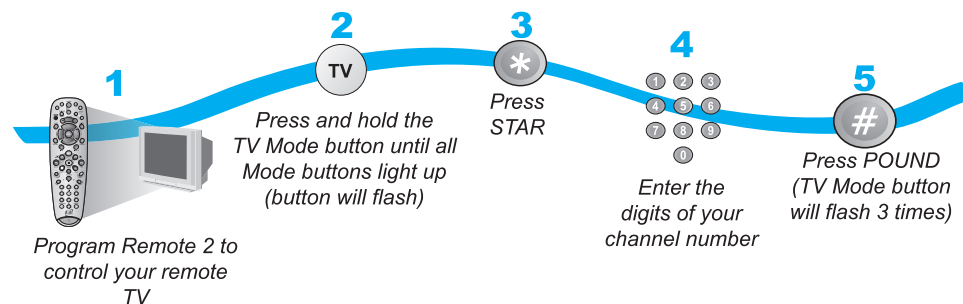 1
Program Remote 2 to
control your remote
TV
2
TV
Press and hold the
TV Mode button until all
Mode buttons light up
(button will flash)
3
*
Press
STAR
4
1 2 3
4 5 6
7 8 9
0
Enter the
digits of your
channel number
5
#
Press POUND
(TV Mode button
will flash 3 times)